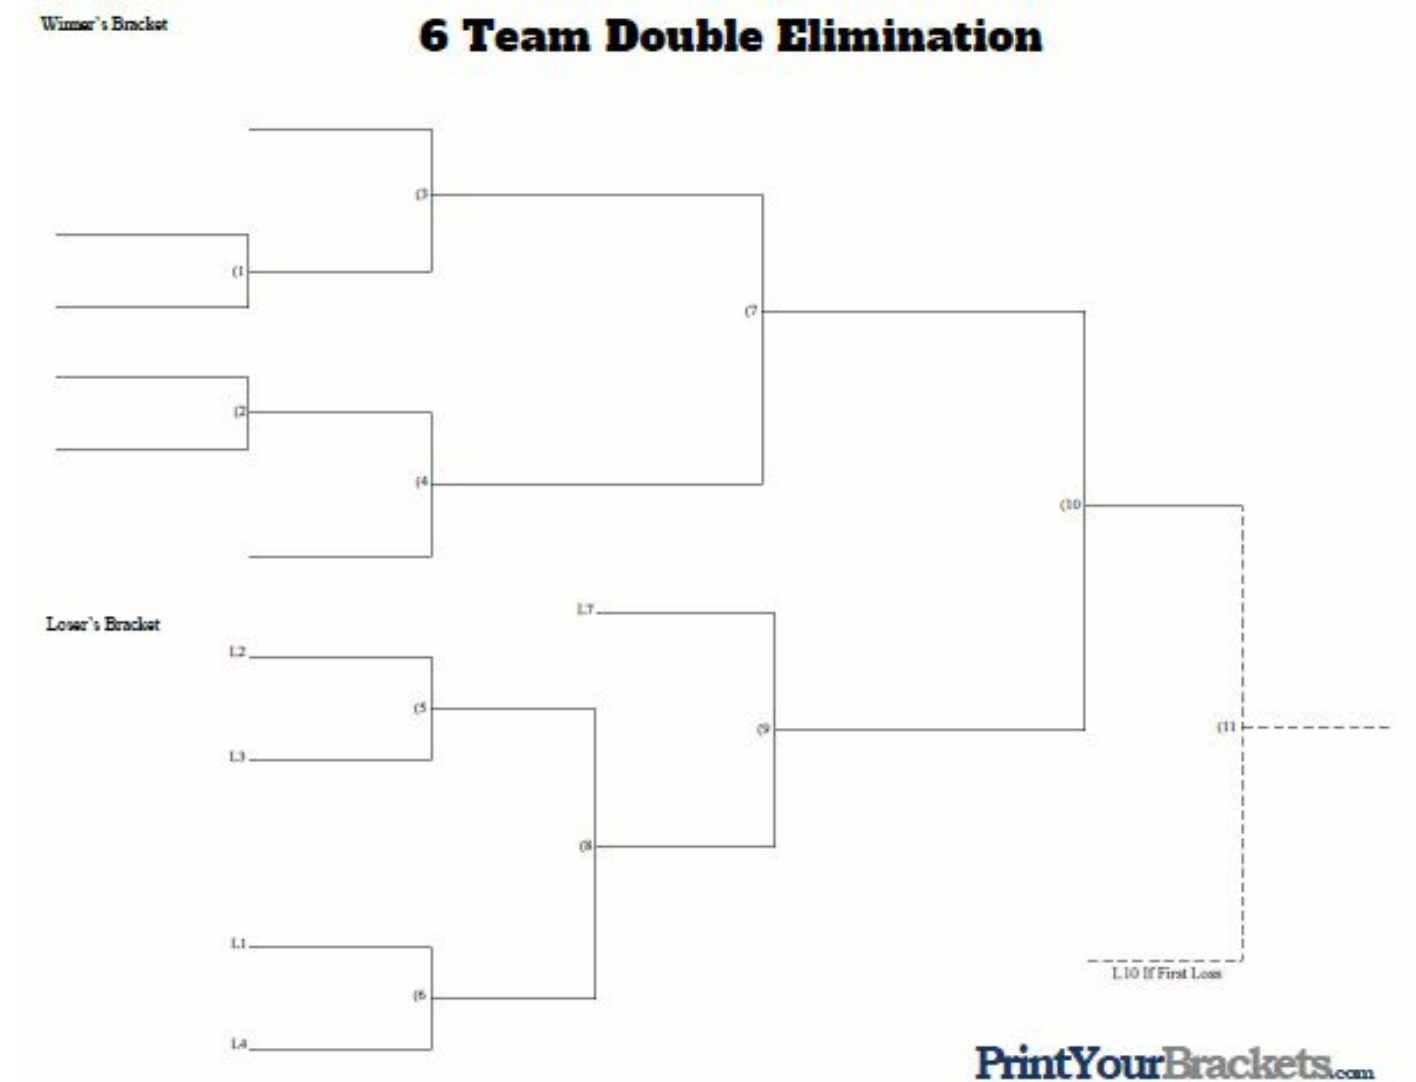 Winner's Bracket
6 Team Double Elimination
(3
(1
(7
(2
(4
(10
L7
Loser's Bracket
L2
(5
(9
(11
L3
(8
L1
L10 If First Loss
(6
L4
PrintYourBrackets.com